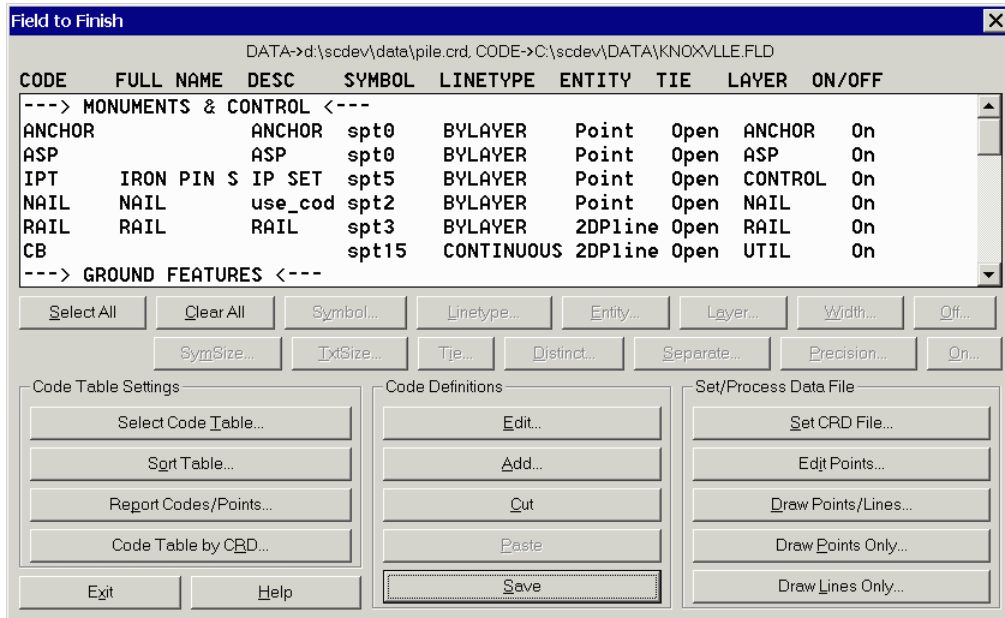 Field to Finish
DATA->d:\scdev\data\pile.crd, CODE->C:\scdev\DATA\KNOXVLLE.FLD
CODE FULL NAME DESC SYMBOL LINETYPE ENTITY TIE LAYER ON/OFF
---> MONUMENTS & CONTROL <---
ANCHOR ANCHOR spt0 BYLAYER Point Open ANCHOR On
ASP ASP spt0 BYLAYER Point Open ASP On
IPT IRON PIN S IP SET spt5 BYLAYER Point Open CONTROL On
NAIL NAIL use_cod spt2 BYLAYER Point Open NAIL On
RAIL RAIL RAIL spt3 BYLAYER 2DPline Open RAIL On
CB spt15 CONTINUOUS 2DPline Open UTIL On
---> GROUND FEATURES <---
Select All Clear All Symbol... Linetype... Entity... Layer... Width... Off...
SymSize... TxtSize... Tie... Distinct... Separate... Precision... On...
Code Table Settings
Select Code Table...
Sort Table...
Report Codes/Points...
Code Table by CRD...
Exit Help
Code Definitions
Edit...
Add...
Cut
Paste
Save
Set/Process Data File
Set CRD File...
Edit Points...
Draw Points/Lines...
Draw Points Only...
Draw Lines Only...